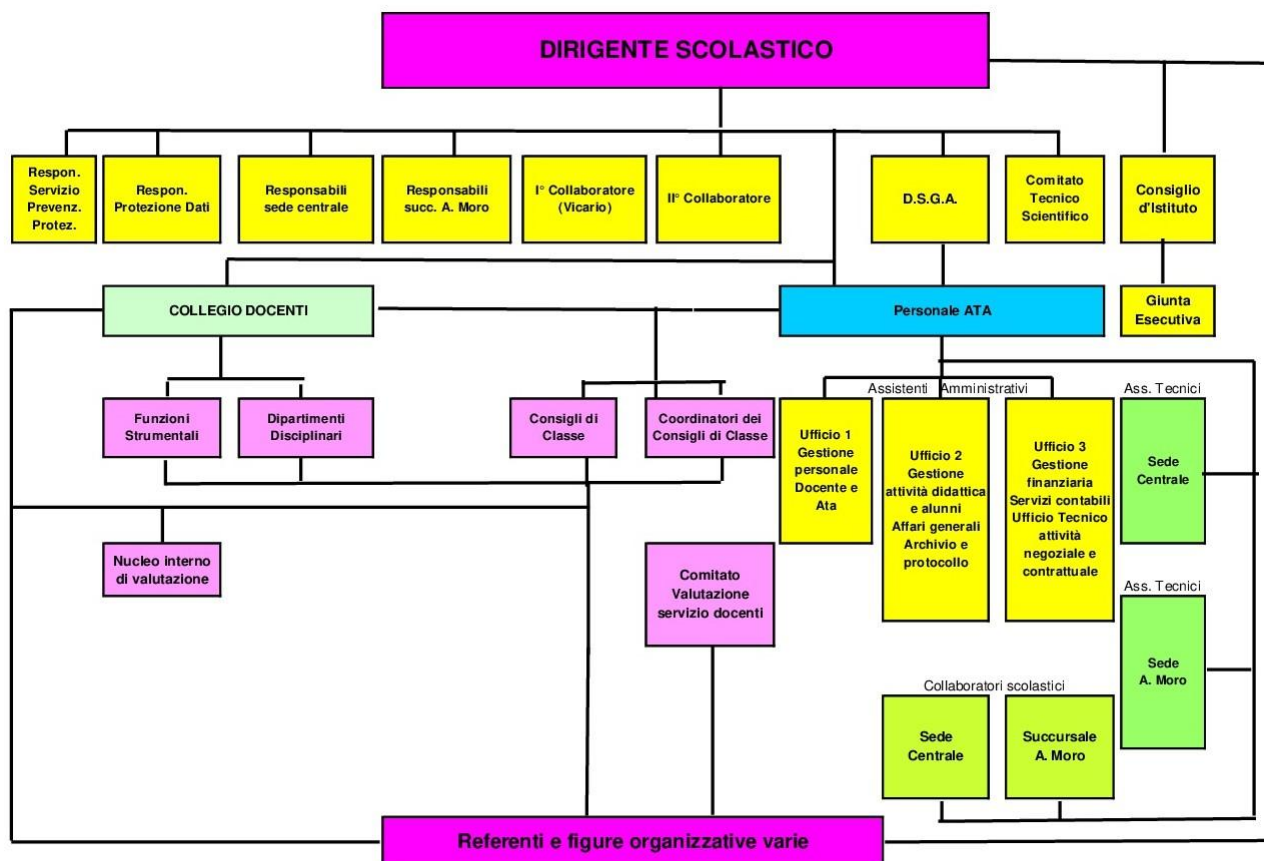 DIRIGENTE SCOLASTICO
Respon.
Servizio
Prevenz.
Protez.
Respon.
Protezione Dati
Responsabili
sede centrale
Responsabili
succ. A. Moro
I° Collaboratore
(Vicario)
II° Collaboratore
D.S.G.A.
Comitato
Tecnico
Scientifico
Consiglio
d'Istituto
COLLEGIO DOCENTI
Personale ATA
Giunta
Esecutiva
Assistenti Amministrativi
Ass. Tecnici
Funzioni
Strumentali
Dipartimenti
Disciplinari
Consigli di
Classe
Coordinatori dei
Consigli di Classe
Ufficio 1
Gestione
personale
Docente e
Ata
Ufficio 2
Gestione
attività didattica
e alunni
Affari generali
Archivio e
protocollo
Ufficio 3
Gestione
finanziaria
Servizi contabili
Ufficio Tecnico
attività
negoziale e
contrattuale
Sede
Centrale
Nucleo interno
di valutazione
Comitato
Valutazione
servizio docenti
Ass. Tecnici
Sede
A. Moro
Collaboratori scolastici
Sede
Centrale
Succursale
A. Moro
Referenti e figure organizzative varie